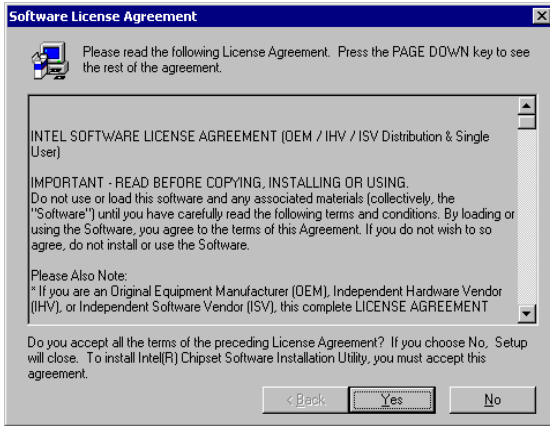 Software License Agreement
Please read the following License Agreement. Press the PAGE DOWN key to see
the rest of the agreement.
INTEL SOFTWARE LICENSE AGREEMENT (OEM / IHV / ISV Distribution & Single
User)
IMPORTANT - READ BEFORE COPYING, INSTALLING OR USING.
Do not use or load this software and any associated materials (collectively, the
"Software") until you have carefully read the following terms and conditions. By loading or
using the Software, you agree to the terms of this Agreement. If you do not wish to so
agree, do not install or use the Software.
Please Also Note:
* If you are an Original Equipment Manufacturer (OEM), Independent Hardware Vendor
(IHV), or Independent Software Vendor (ISV), this complete LICENSE AGREEMENT
Do you accept all the terms of the preceding License Agreement? If you choose No, Setup
will close. To install Intel(R) Chipset Software Installation Utility, you must accept this
agreement.
< Back Yes No